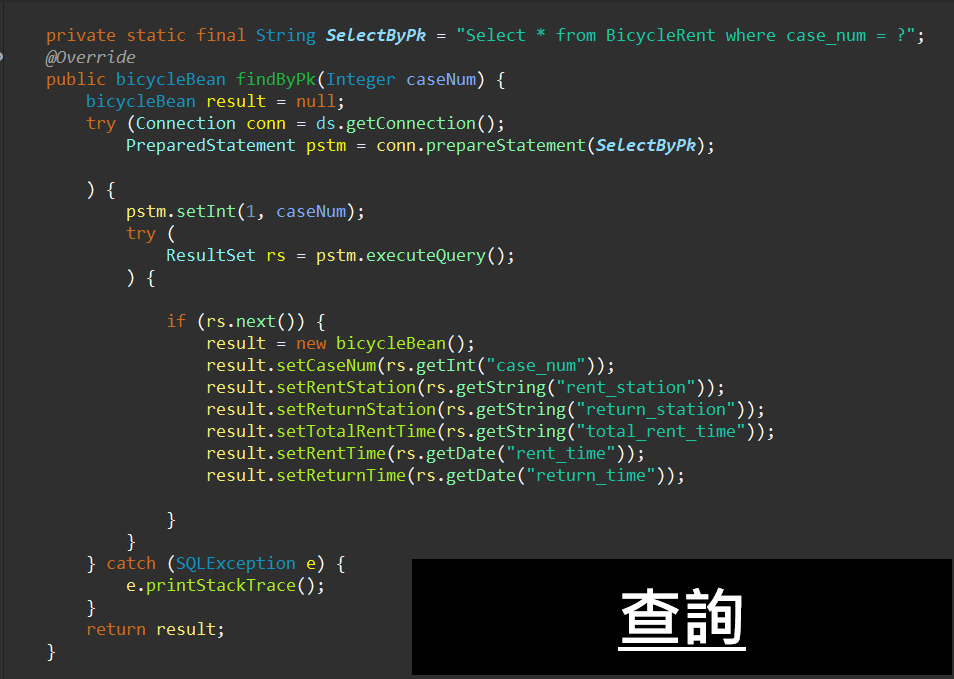 private static final String SelectByPk = "Select * from BicycleRent where case_num = ?";
@Override
public bicycleBean findByPk(Integer caseNum) {
    bicycleBean result = null;
    try (Connection conn = ds.getConnection();
        PreparedStatement pstm = conn.prepareStatement(SelectByPk);
    ) {
        pstm.setInt(1, caseNum);
        try (
            ResultSet rs = pstm.executeQuery();
        ) {
            if (rs.next()) {
                result = new bicycleBean();
                result.setCaseNum(rs.getInt("case_num"));
                result.setRentStation(rs.getString("rent_station"));
                result.setReturnStation(rs.getString("return_station"));
                result.setTotalRentTime(rs.getString("total_rent_time"));
                result.setRentTime(rs.getDate("rent_time"));
                result.setReturnTime(rs.getDate("return_time"));
            }
        }
    } catch (SQLException e) {
        e.printStackTrace();
    }
    return result;
}
查詢